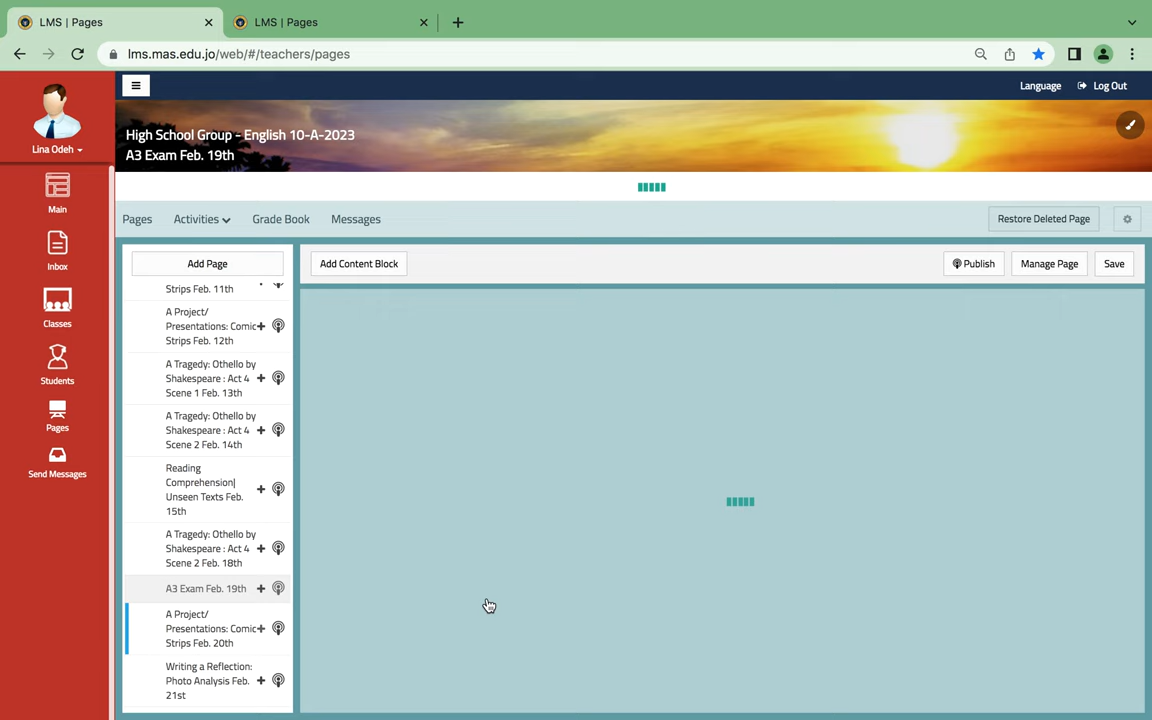 LMS | Pages
LMS | Pages
lms.mas.edu.jo/web/#/teachers/pages
Language
Log Out
High School Group - English 10-A-2023
A3 Exam Feb. 19th
Lina Odeh
Main
Inbox
Classes
Students
Pages
Send Messages
Pages
Activities
Grade Book
Messages
Restore Deleted Page
Add Page
Add Content Block
Publish
Manage Page
Save
Strips Feb. 11th
A Project/
Presentations: Comic
Strips Feb. 12th
A Tragedy: Othello by
Shakespeare : Act 4
Scene 1 Feb. 13th
A Tragedy: Othello by
Shakespeare : Act 4
Scene 2 Feb. 14th
Reading
Comprehension|
Unseen Texts Feb.
15th
A Tragedy: Othello by
Shakespeare : Act 4
Scene 2 Feb. 18th
A3 Exam Feb. 19th
A Project/
Presentations: Comic
Strips Feb. 20th
Writing a Reflection:
Photo Analysis Feb.
21st